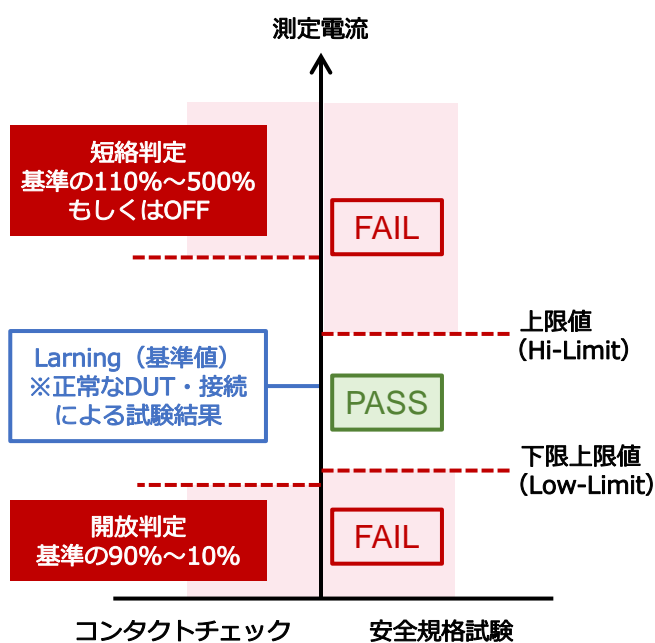 測定電流
短絡判定
基準の110%～500%
もしくはOFF
FAIL
上限値
（Hi-Limit）
Larning（基準値）
※正常なDUT・接続
による試験結果
PASS
下限上限値
（Low-Limit）
開放判定
基準の90%～10%
FAIL
コンタクトチェック
安全規格試験